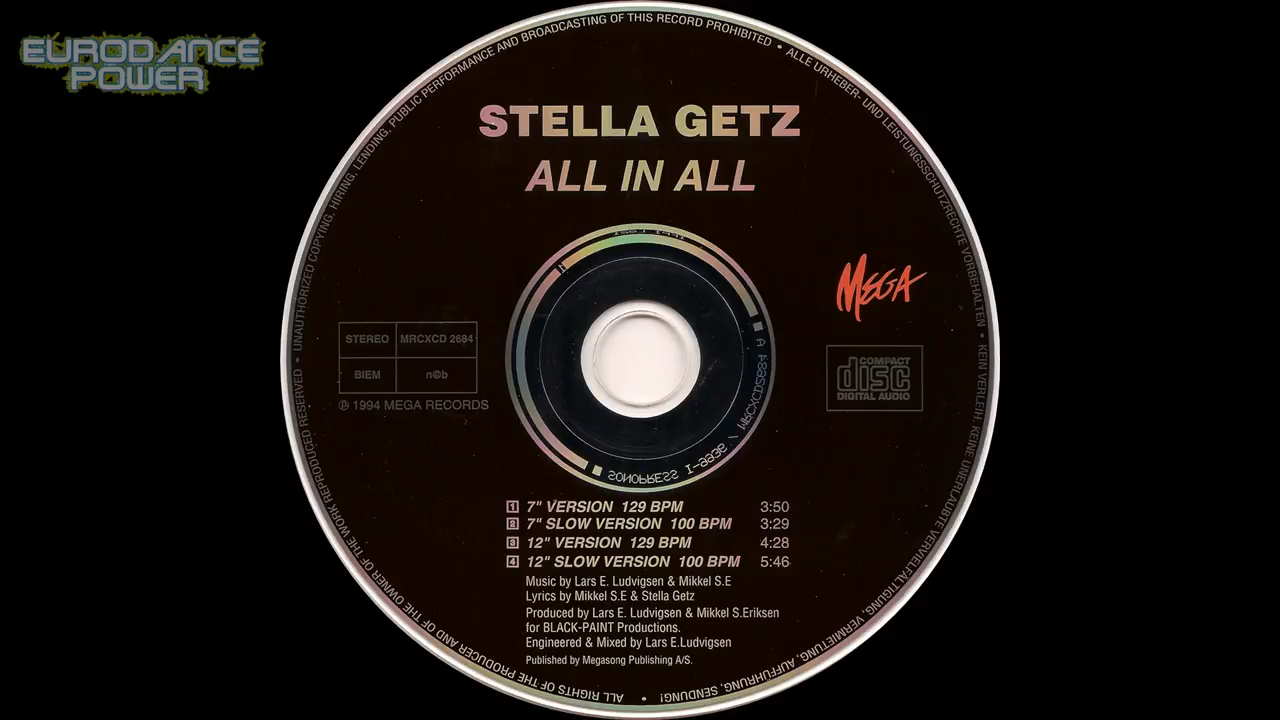 EURODANCE
POWER
UNAUTHORIZED COPYING, HIRING, LENDING, PUBLIC PERFORMANCE AND BROADCASTING OF THIS RECORD PROHIBITED • ALLE URHEBER- UND LEISTUNGSSCHUTZRECHTE VORBEHALTEN • KEIN VERLEIH, KEINE UNERLAUBTE VERVIELFÄLTIGUNG, VERMIETUNG, AUFFÜHRUNG, SENDUNG! • ALL RIGHTS OF THE PRODUCER AND OF THE OWNER OF THE WORK REPRODUCED RESERVED •
STELLA GETZ
ALL IN ALL
MEGA
STEREO MRCXCD 2684
BIEM n©b
℗ 1994 MEGA RECORDS
COMPACT
disc
DIGITAL AUDIO
SONOPRESS I-9936 / MRCXCD2684 A
1 7" VERSION 129 BPM 3:50
2 7" SLOW VERSION 100 BPM 3:29
3 12" VERSION 129 BPM 4:28
4 12" SLOW VERSION 100 BPM 5:46
Music by Lars E. Ludvigsen & Mikkel S.E
Lyrics by Mikkel S.E & Stella Getz
Produced by Lars E. Ludvigsen & Mikkel S.Eriksen
for BLACK-PAINT Productions.
Engineered & Mixed by Lars E.Ludvigsen
Published by Megasong Publishing A/S.